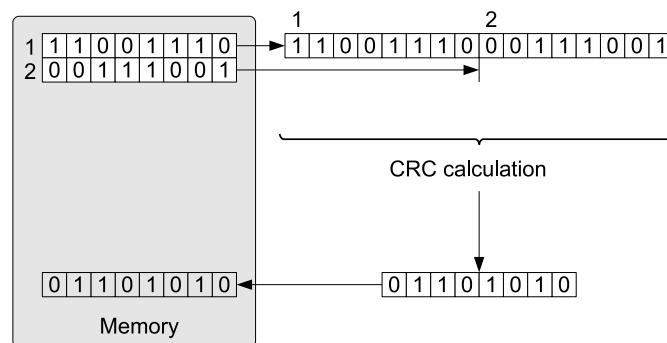 1 2
1 1 1 0 0 1 1 1 0 1 1 0 0 1 1 1 0 0 0 1 1 1 0 0 1
2 0 0 1 1 1 0 0 1
CRC calculation
0 1 1 0 1 0 1 0 0 1 1 0 1 0 1 0
Memory